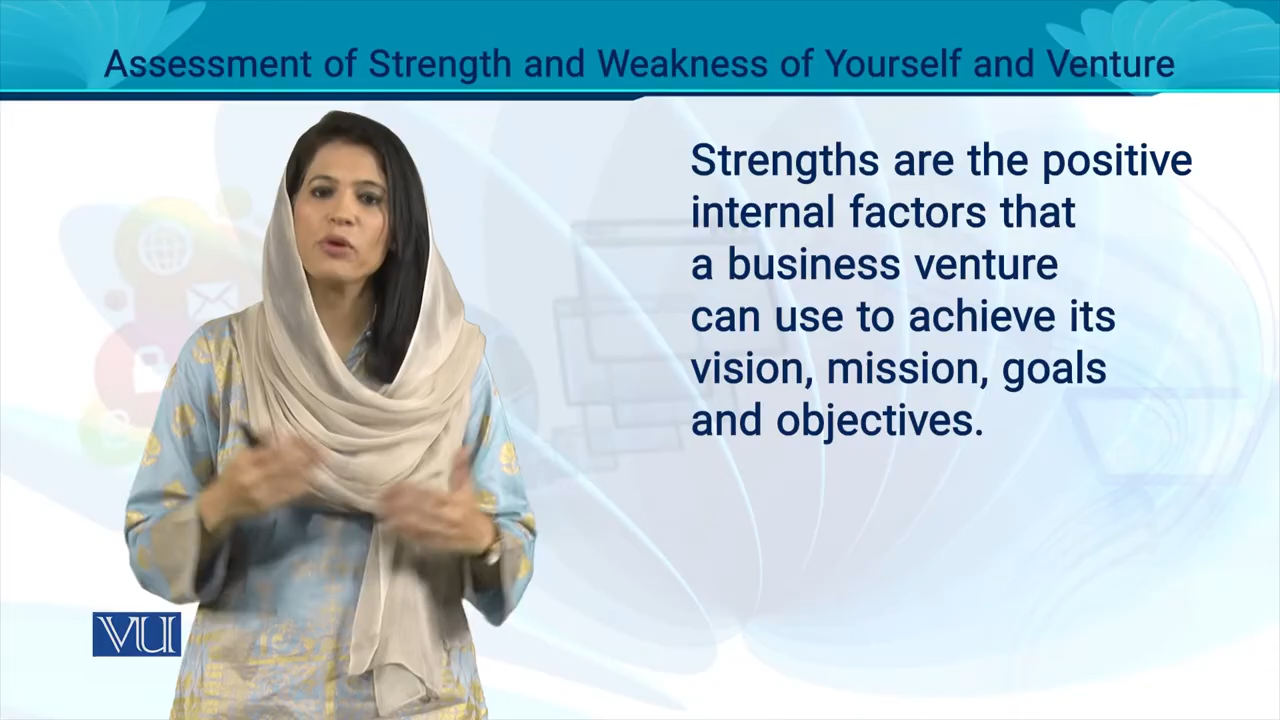 Assessment of Strength and Weakness of Yourself and Venture
Strengths are the positive
internal factors that
a business venture
can use to achieve its
vision, mission, goals
and objectives.
VU